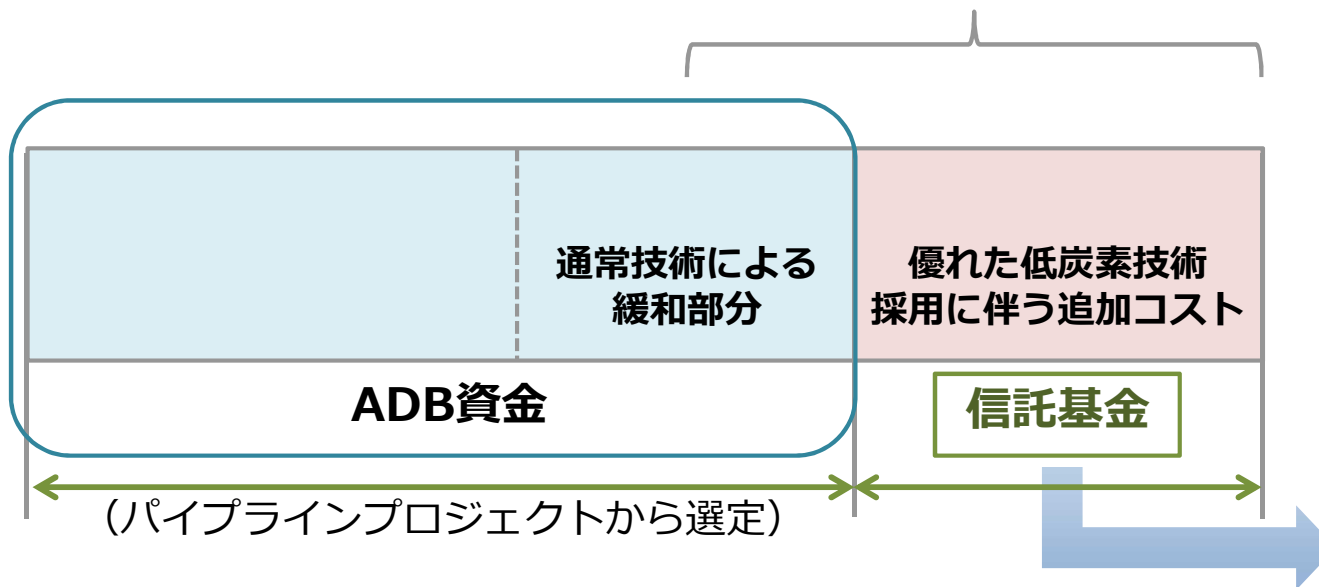 通常技術による
緩和部分
優れた低炭素技術
採用に伴う追加コスト
ADB資金
信託基金
（パイプラインプロジェクトから選定）